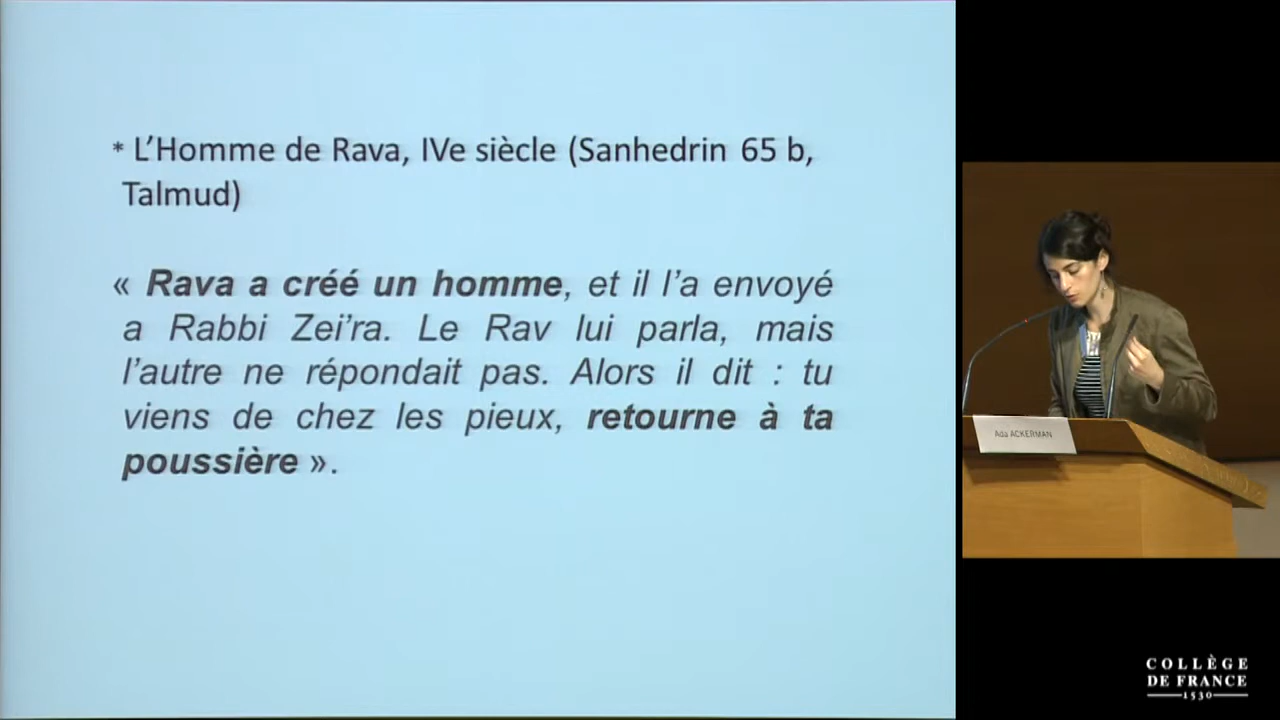 * L’Homme de Rava, IVe siècle (Sanhedrin 65 b,
Talmud)
« Rava a créé un homme, et il l’a envoyé
a Rabbi Zei’ra. Le Rav lui parla, mais
l’autre ne répondait pas. Alors il dit : tu
viens de chez les pieux, retourne à ta
poussière ».
Ada ACKERMAN
COLLÈGE
DE FRANCE
1530